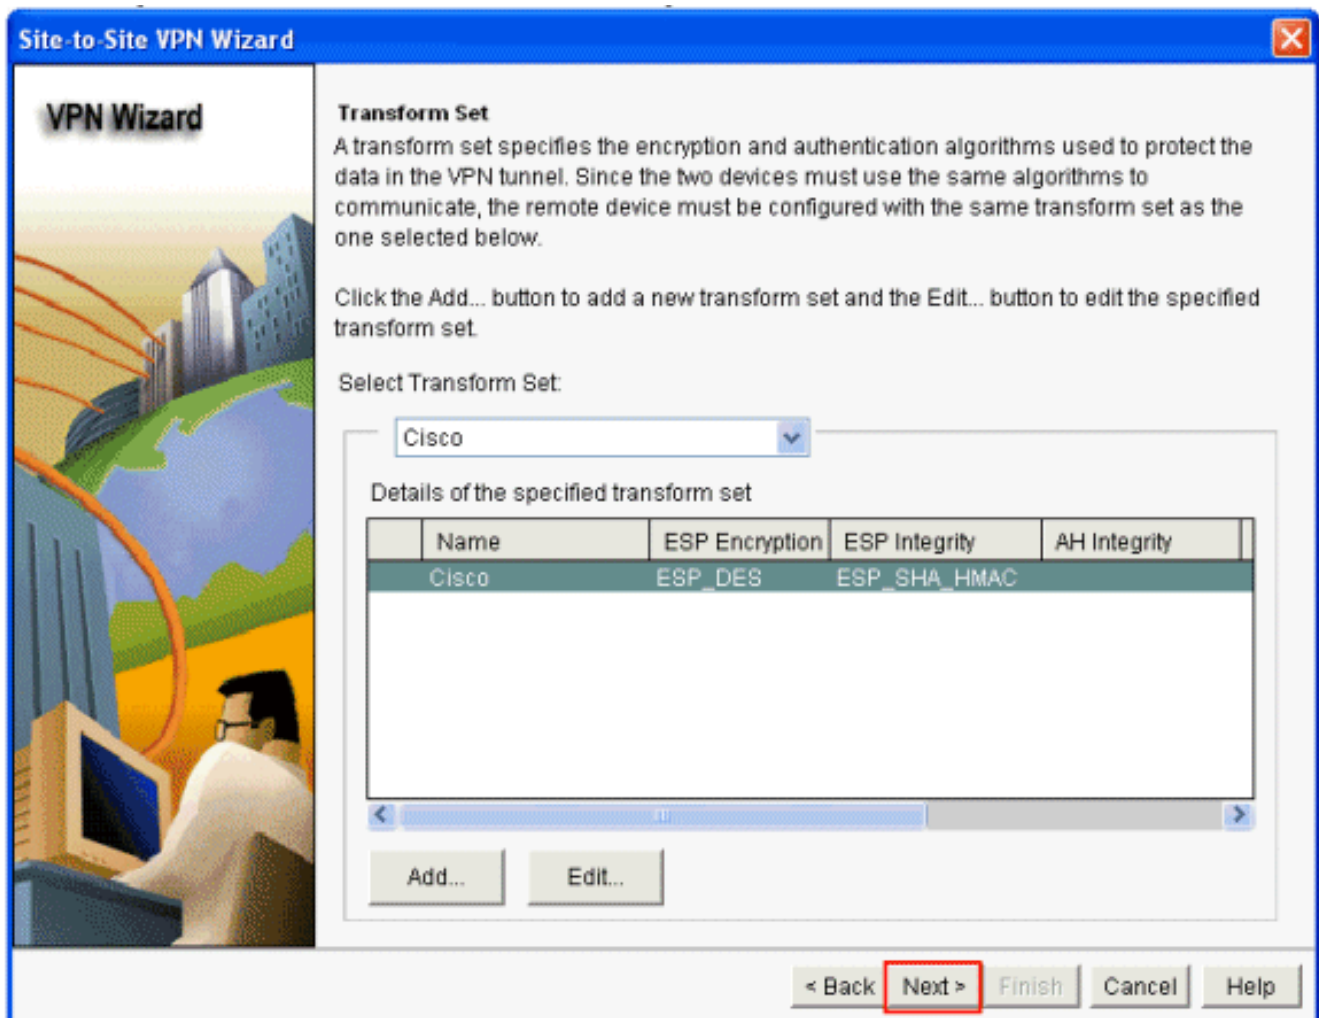 Site-to-Site VPN Wizard
VPN Wizard
Transform Set
A transform set specifies the encryption and authentication algorithms used to protect the
data in the VPN tunnel. Since the two devices must use the same algorithms to
communicate, the remote device must be configured with the same transform set as the
one selected below.
Click the Add... button to add a new transform set and the Edit... button to edit the specified
transform set.
Select Transform Set:
Cisco
Details of the specified transform set
Name ESP Encryption ESP Integrity AH Integrity
Cisco ESP_DES ESP_SHA_HMAC
Add... Edit...
< Back Next > Finish Cancel Help